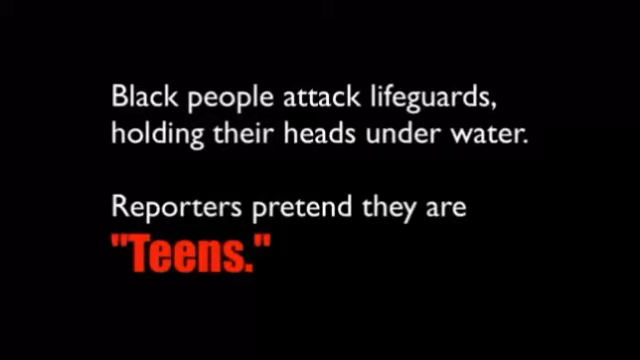 Black people attack lifeguards,
holding their heads under water.
Reporters pretend they are
"Teens."